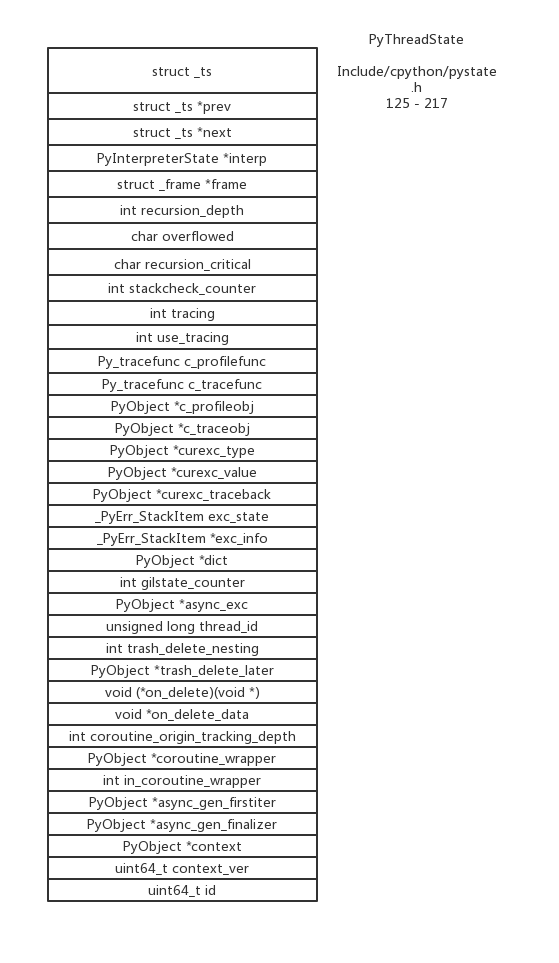 PyThreadState
Include/cpython/pystate
.h
125 - 217
struct _ts
struct _ts *prev
struct _ts *next
PyInterpreterState *interp
struct _frame *frame
int recursion_depth
char overflowed
char recursion_critical
int stackcheck_counter
int tracing
int use_tracing
Py_tracefunc c_profilefunc
Py_tracefunc c_tracefunc
PyObject *c_profileobj
PyObject *c_traceobj
PyObject *curexc_type
PyObject *curexc_value
PyObject *curexc_traceback
_PyErr_StackItem exc_state
_PyErr_StackItem *exc_info
PyObject *dict
int gilstate_counter
PyObject *async_exc
unsigned long thread_id
int trash_delete_nesting
PyObject *trash_delete_later
void (*on_delete)(void *)
void *on_delete_data
int coroutine_origin_tracking_depth
PyObject *coroutine_wrapper
int in_coroutine_wrapper
PyObject *async_gen_firstiter
PyObject *async_gen_finalizer
PyObject *context
uint64_t context_ver
uint64_t id